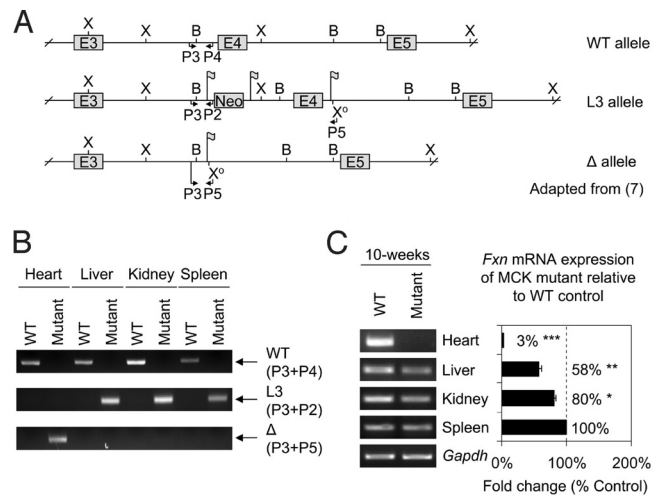 A
X X B X B X
E3 E4 E5 WT allele
P3 P4
X X B X B B B X
E3 Neo E4 E5 L3 allele
P3 P2 Xº
P5
X X B B B X
E3 Xº E5 Δ allele
P3 P5
Adapted from (7)
B
Heart Liver Kidney Spleen
WT Mutant WT Mutant WT Mutant WT Mutant
WT
(P3+P4)
L3
(P3+P2)
Δ
(P3+P5)
C
10-weeks
WT Mutant
Fxn mRNA expression
of MCK mutant relative
to WT control
Heart 3% ***
Liver 58% **
Kidney 80% *
Spleen 100%
Gapdh
0% 100% 200%
Fold change (% Control)